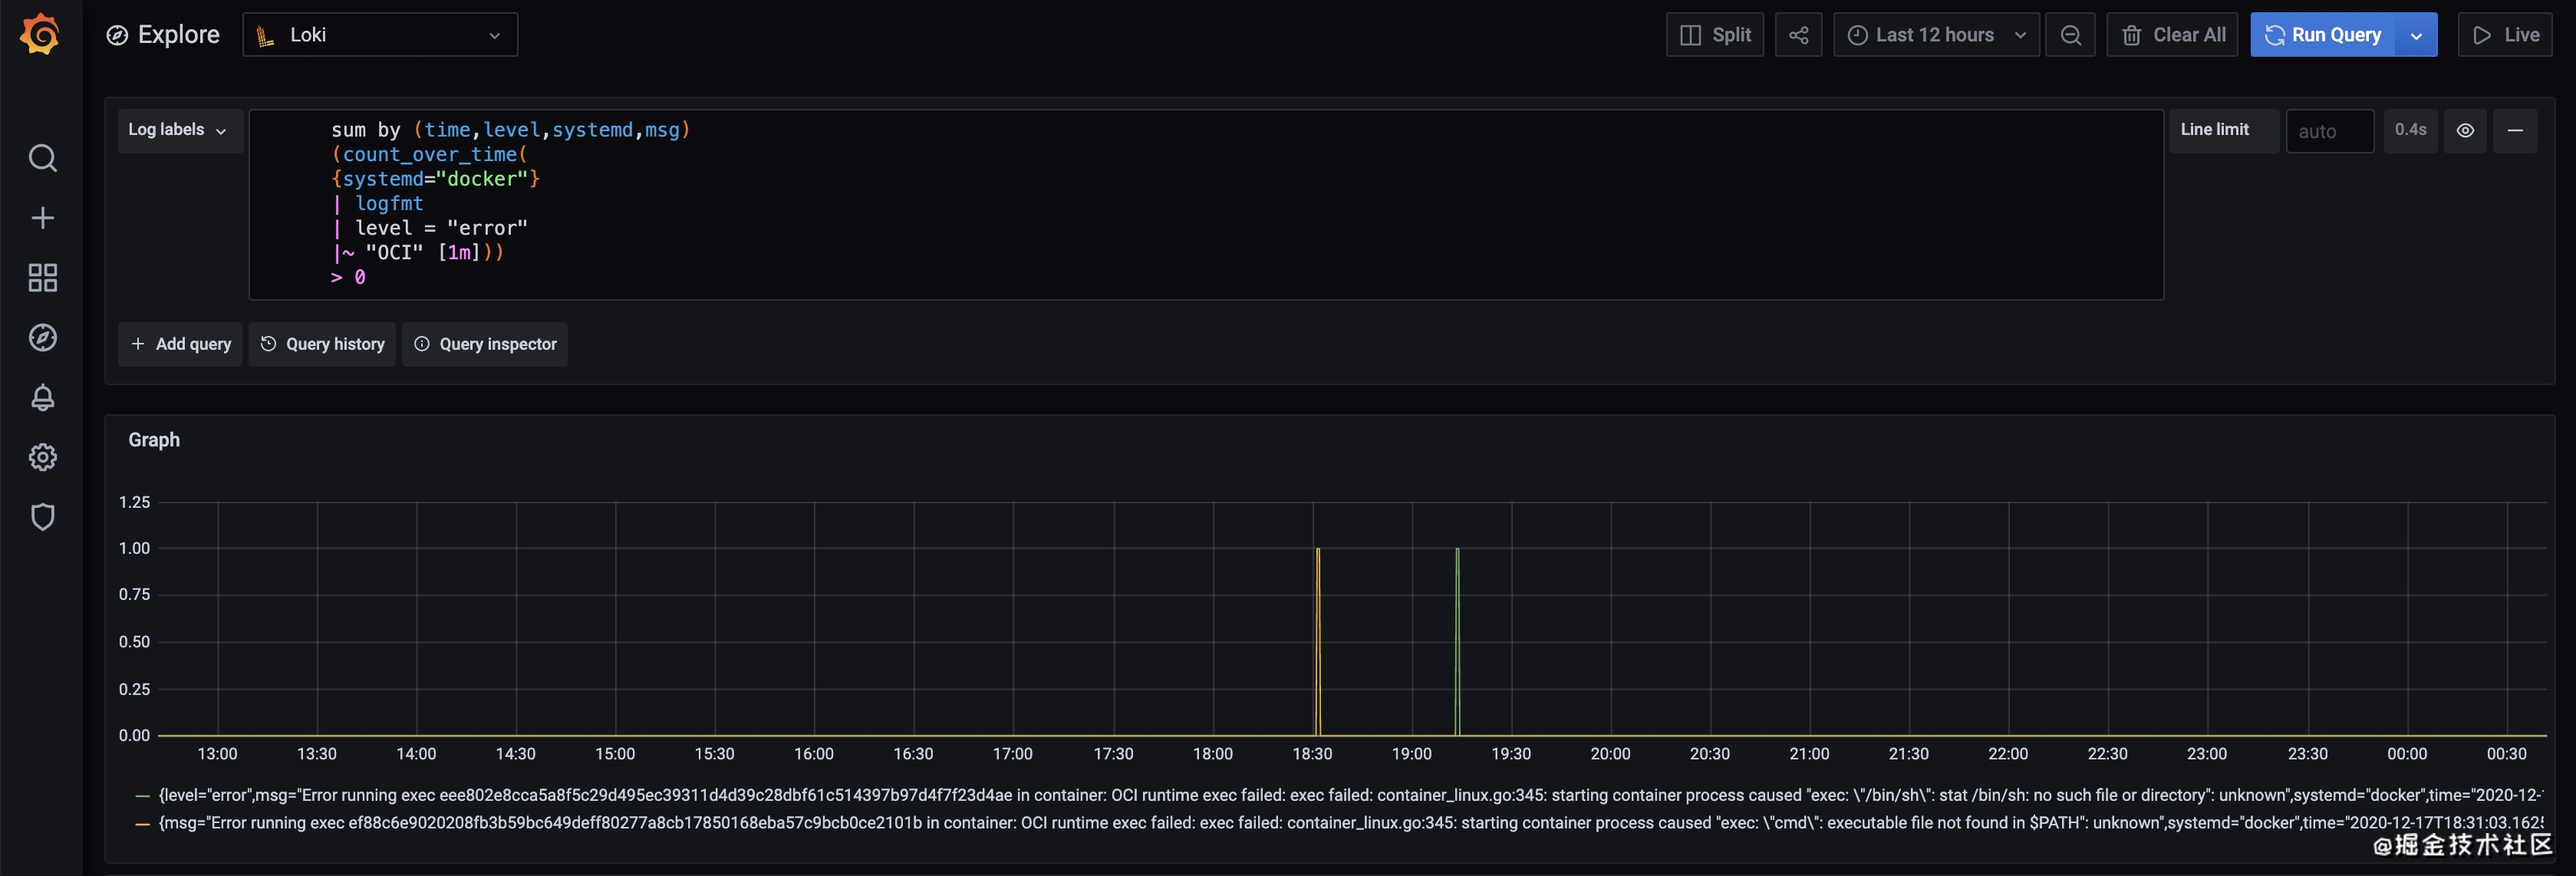 Explore Loki Split Last 12 hours Clear All Run Query Live
Log labels
sum by (time,level,systemd,msg)
(count_over_time(
{systemd="docker"}
| logfmt
| level = "error"
|~ "OCI" [1m]))
> 0
Line limit auto 0.4s
+ Add query Query history Query inspector
Graph
1.25
1.00
0.75
0.50
0.25
0.00
13:00 13:30 14:00 14:30 15:00 15:30 16:00 16:30 17:00 17:30 18:00 18:30 19:00 19:30 20:00 20:30 21:00 21:30 22:00 22:30 23:00 23:30 00:00 00:30
{level="error",msg="Error running exec eee802e8cca5a8f5c29d495ec39311d4d39c28dbf61c514397b97d4f7f23d4ae in container: OCI runtime exec failed: exec failed: container_linux.go:345: starting container process caused "exec: \"/bin/sh\": stat /bin/sh: no such file or directory": unknown",systemd="docker",time="2020-12-
{msg="Error running exec ef88c6e9020208fb3b59bc649deff80277a8cb17850168eba57c9bcb0ce2101b in container: OCI runtime exec failed: exec failed: container_linux.go:345: starting container process caused "exec: \"cmd\": executable file not found in $PATH": unknown",systemd="docker",time="2020-12-17T18:31:03.162
@掘金技术社区